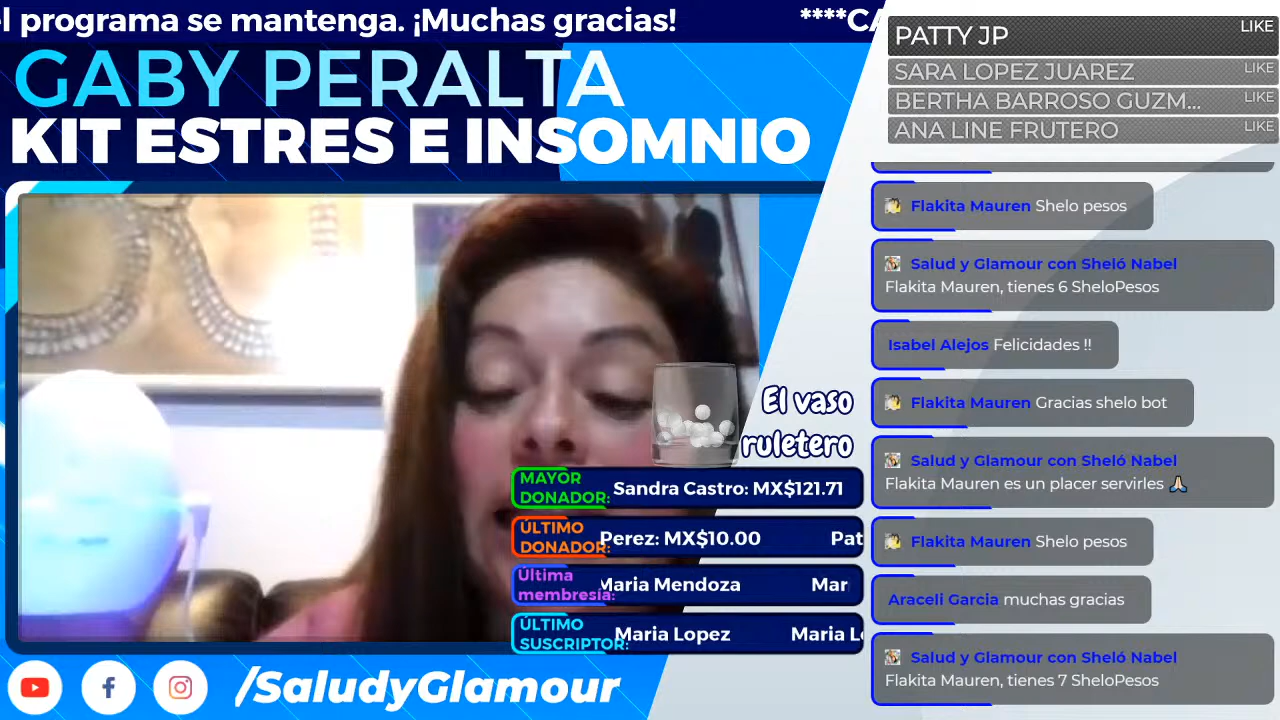 l programa se mantenga. ¡Muchas gracias!
****CA
GABY PERALTA
KIT ESTRES E INSOMNIO
PATTY JP LIKE
SARA LOPEZ JUAREZ LIKE
BERTHA BARROSO GUZM... LIKE
ANA LINE FRUTERO LIKE
Flakita Mauren Shelo pesos
Salud y Glamour con Sheló Nabel
Flakita Mauren, tienes 6 SheloPesos
Isabel Alejos Felicidades !!
Flakita Mauren Gracias shelo bot
Salud y Glamour con Sheló Nabel
Flakita Mauren es un placer servirles 🙏🏻
Flakita Mauren Shelo pesos
Araceli Garcia muchas gracias
Salud y Glamour con Sheló Nabel
Flakita Mauren, tienes 7 SheloPesos
El vaso
ruletero
MAYOR
DONADOR: Sandra Castro: MX$121.71
ÚLTIMO
DONADOR: Perez: MX$10.00 Pat
Última
membresía: Maria Mendoza Mar
ÚLTIMO
SUSCRIPTOR: Maria Lopez Maria Lo
/SaludyGlamour